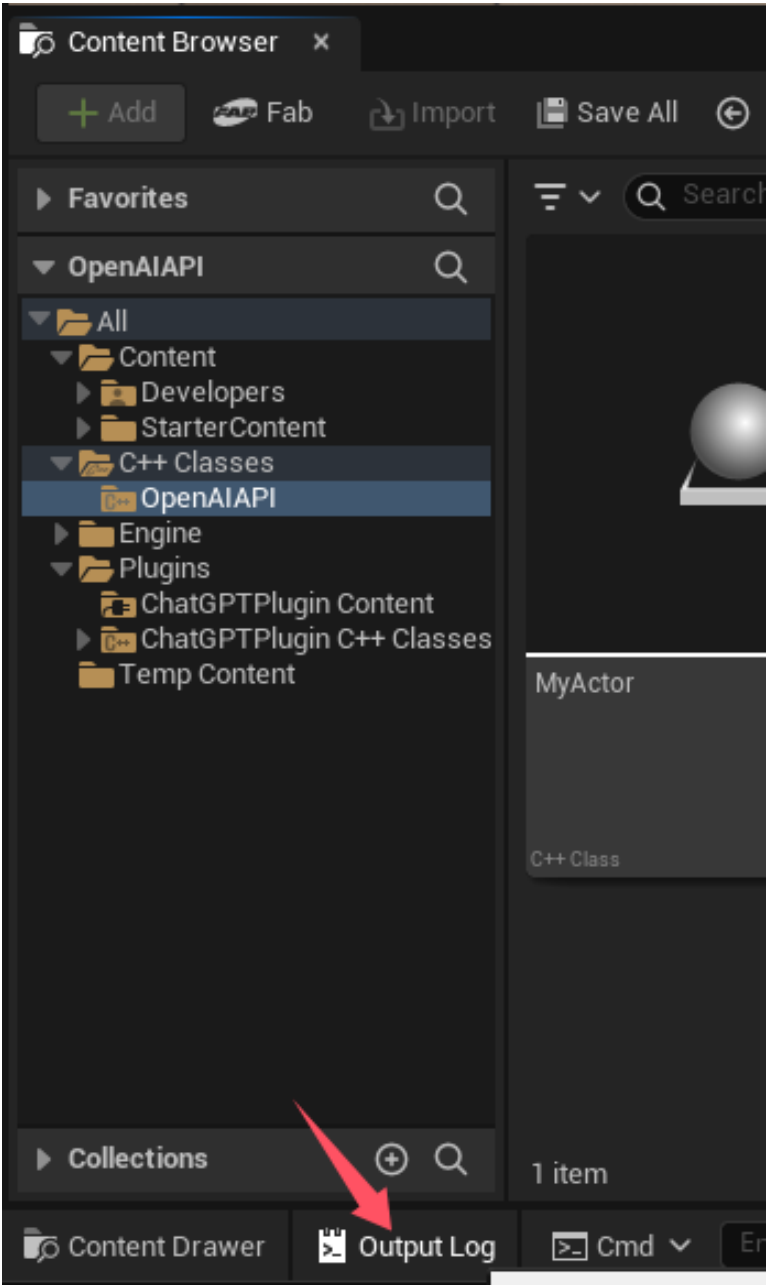 Content Browser
Add Fab Import Save All
Favorites
Search
OpenAIAPI
All
Content
Developers
StarterContent
C++ Classes
OpenAIAPI
Engine
Plugins
ChatGPTPlugin Content
ChatGPTPlugin C++ Classes
Temp Content
MyActor
C++ Class
Collections
1 item
Content Drawer Output Log Cmd